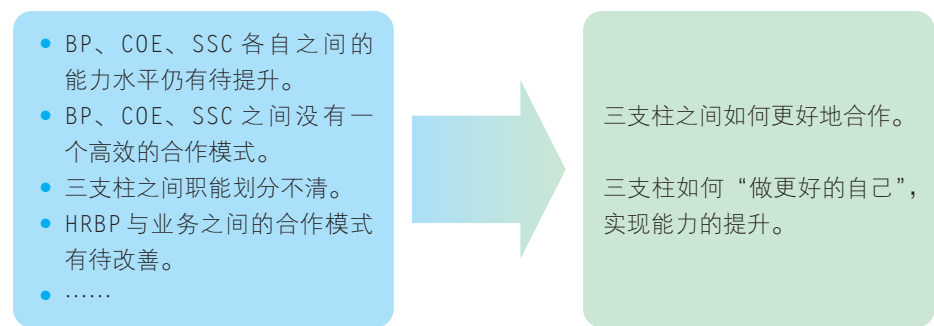 • BP、COE、SSC 各自之间的
能力水平仍有待提升。
• BP、COE、SSC 之间没有一
个高效的合作模式。
• 三支柱之间职能划分不清。
• HRBP 与业务之间的合作模式
有待改善。
• ……
三支柱之间如何更好地合作。
三支柱如何“做更好的自己”，
实现能力的提升。